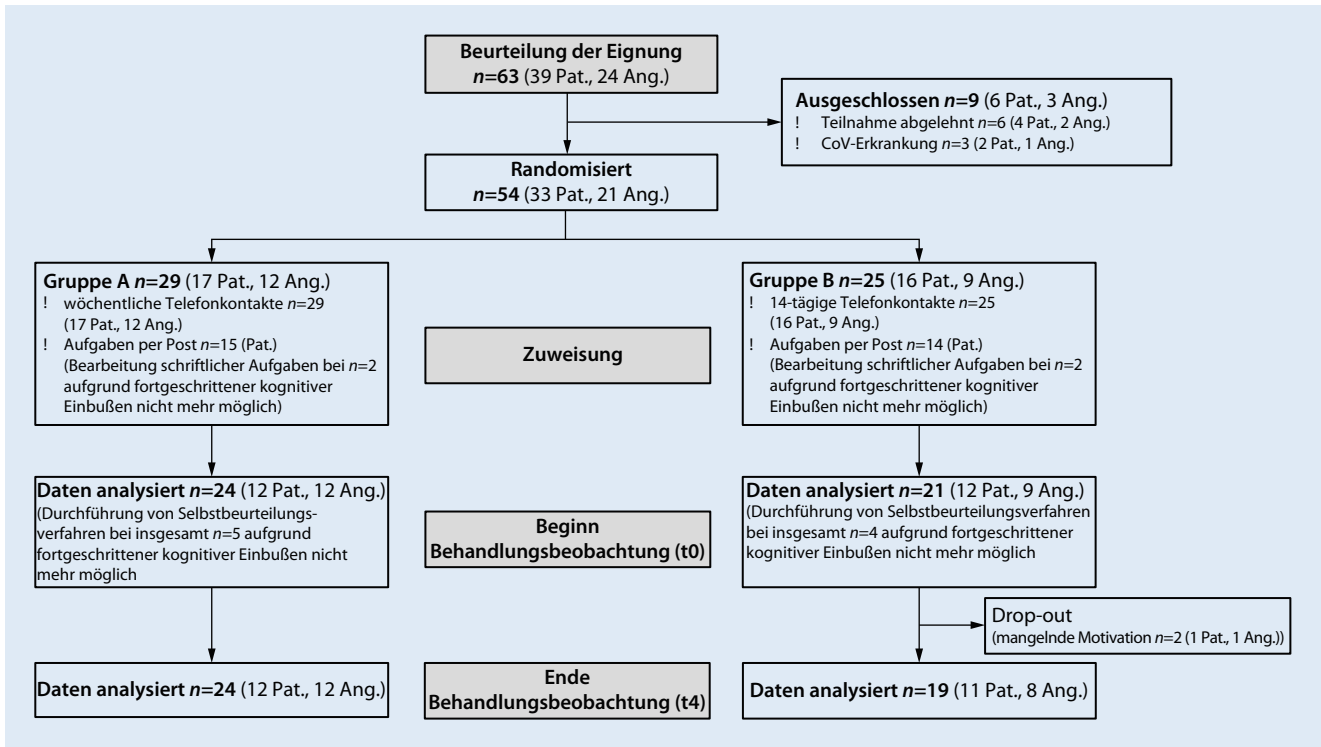 Beurteilung der Eignung
n=63 (39 Pat., 24 Ang.)
Ausgeschlossen n=9 (6 Pat., 3 Ang.)
! Teilnahme abgelehnt n=6 (4 Pat., 2 Ang.)
! CoV-Erkrankung n=3 (2 Pat., 1 Ang.)
Randomisiert
n=54 (33 Pat., 21 Ang.)
Gruppe A n=29 (17 Pat., 12 Ang.)
! wöchentliche Telefonkontakte n=29
(17 Pat., 12 Ang.)
! Aufgaben per Post n=15 (Pat.)
(Bearbeitung schriftlicher Aufgaben bei n=2
aufgrund fortgeschrittener kognitiver
Einbußen nicht mehr möglich)
Zuweisung
Gruppe B n=25 (16 Pat., 9 Ang.)
! 14-tägige Telefonkontakte n=25
(16 Pat., 9 Ang.)
! Aufgaben per Post n=14 (Pat.)
(Bearbeitung schriftlicher Aufgaben bei n=2
aufgrund fortgeschrittener kognitiver
Einbußen nicht mehr möglich)
Daten analysiert n=24 (12 Pat., 12 Ang.)
(Durchführung von Selbstbeurteilungs-
verfahren bei insgesamt n=5 aufgrund
fortgeschrittener kognitiver Einbußen nicht
mehr möglich
Beginn
Behandlungsbeobachtung (t0)
Daten analysiert n=21 (12 Pat., 9 Ang.)
(Durchführung von Selbstbeurteilungsverfahren
bei insgesamt n=4 aufgrund fortgeschrittener
kognitiver Einbußen nicht mehr möglich
Drop-out
(mangelnde Motivation n=2 (1 Pat., 1 Ang.))
Daten analysiert n=24 (12 Pat., 12 Ang.)
Ende
Behandlungsbeobachtung (t4)
Daten analysiert n=19 (11 Pat., 8 Ang.)